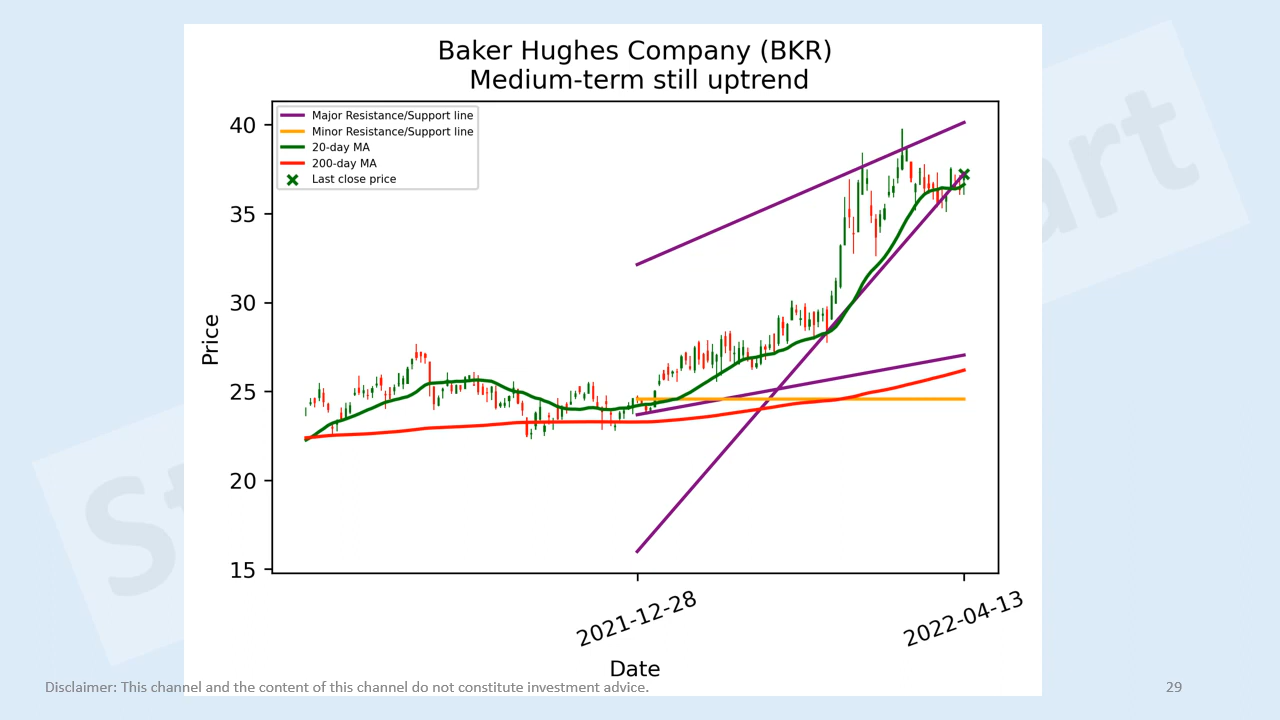 Baker Hughes Company (BKR)
Medium-term still uptrend
Major Resistance/Support line
Minor Resistance/Support line
20-day MA
200-day MA
Last close price
40
35
30
25
20
15
Price
2021-12-28
2022-04-13
Date
Disclaimer: This channel and the content of this channel do not constitute investment advice.
29
St
art